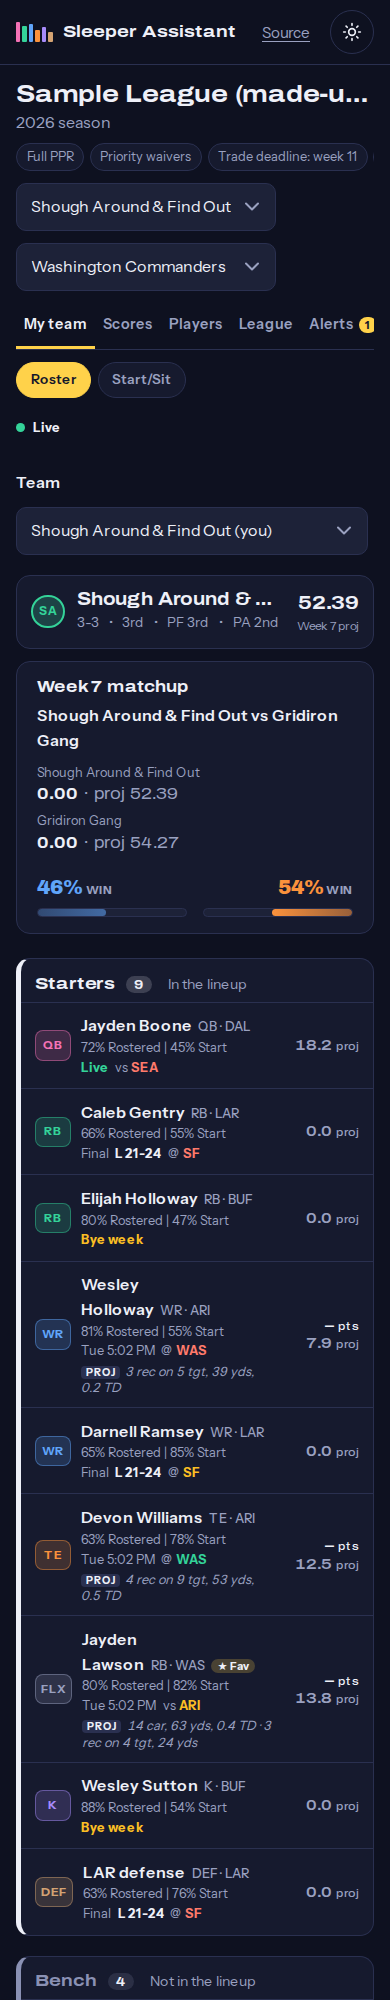 Sleeper Assistant
Source
Sample League (made-u...
2026 season
Full PPR
Priority waivers
Trade deadline: week 11
Shough Around & Find Out
Washington Commanders
My team
Scores
Players
League
Alerts 1
Roster
Start/Sit
Live
Team
Shough Around & Find Out (you)
SA
Shough Around & ...
52.39
3-3 · 3rd · PF 3rd · PA 2nd
Week 7 proj
Week 7 matchup
Shough Around & Find Out vs Gridiron
Gang
Shough Around & Find Out
0.00 · proj 52.39
Gridiron Gang
0.00 · proj 54.27
46% WIN
54% WIN
Starters 9 In the lineup
QB
Jayden Boone QB · DAL
72% Rostered | 45% Start
Live vs SEA
18.2 proj
RB
Caleb Gentry RB · LAR
66% Rostered | 55% Start
Final L 21-24 @ SF
0.0 proj
RB
Elijah Holloway RB · BUF
80% Rostered | 47% Start
Bye week
0.0 proj
WR
Wesley
Holloway WR · ARI
81% Rostered | 55% Start
Tue 5:02 PM @ WAS
PROJ 3 rec on 5 tgt, 39 yds,
0.2 TD
– pts
7.9 proj
WR
Darnell Ramsey WR · LAR
65% Rostered | 85% Start
Final L 21-24 @ SF
0.0 proj
TE
Devon Williams TE · ARI
63% Rostered | 78% Start
Tue 5:02 PM @ WAS
PROJ 4 rec on 9 tgt, 53 yds,
0.5 TD
– pts
12.5 proj
FLX
Jayden
Lawson RB · WAS ★ Fav
80% Rostered | 82% Start
Tue 5:02 PM vs ARI
PROJ 14 car, 63 yds, 0.4 TD · 3
rec on 4 tgt, 24 yds
– pts
13.8 proj
K
Wesley Sutton K · BUF
88% Rostered | 54% Start
Bye week
0.0 proj
DEF
LAR defense DEF · LAR
63% Rostered | 76% Start
Final L 21-24 @ SF
0.0 proj
Bench 4 Not in the lineup